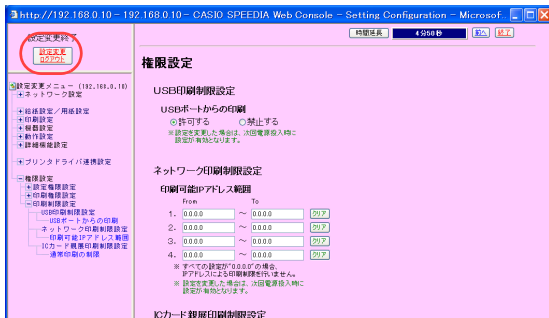 http://192.168.0.10 - 192.168.0.10 - CASIO SPEEDIA Web Console - Setting Configuration - Microsof
設定変更終了
設定変更
ログアウト
時間延長
4分50秒
前へ
終了
設定変更メニュー (192.168.0.10)
ネットワーク設定
給紙設定/用紙設定
印刷設定
機器設定
動作設定
詳細機能設定
プリンタドライバ連携設定
権限設定
設定権限設定
印刷権限設定
印刷制限設定
USB印刷制限設定
USBポートからの印刷
ネットワーク印刷制限設定
印刷可能IPアドレス範囲
ICカード親展印刷制限設定
通常印刷の制限
権限設定
USB印刷制限設定
USBポートからの印刷
許可する
禁止する
※設定を変更した場合は、次回電源投入時に
設定が有効となります。
ネットワーク印刷制限設定
印刷可能IPアドレス範囲
From To
1. 0.0.0.0 ~ 0.0.0.0 クリア
2. 0.0.0.0 ~ 0.0.0.0 クリア
3. 0.0.0.0 ~ 0.0.0.0 クリア
4. 0.0.0.0 ~ 0.0.0.0 クリア
※ すべての設定が"0.0.0.0"の場合、
IPアドレスによる印刷制限を行いません。
※ 設定を変更した場合は、次回電源投入時に
設定が有効となります。
ICカード親展印刷制限設定